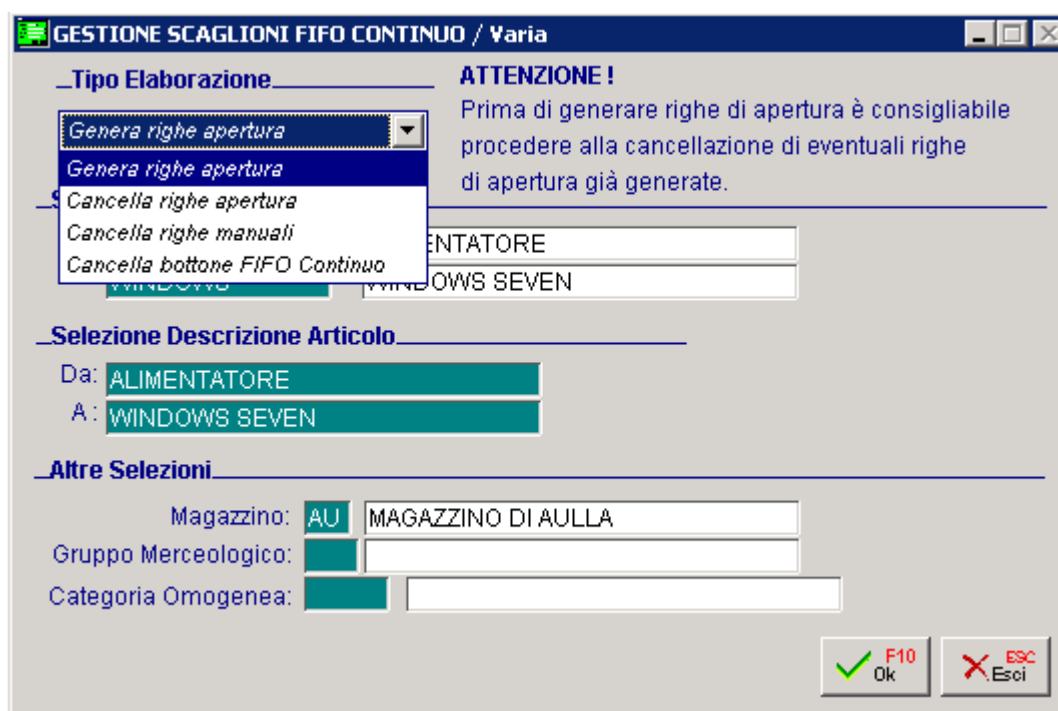 GESTIONE SCAGLIONI FIFO CONTINUO / Varia
Tipo Elaborazione
ATTENZIONE !
Prima di generare righe di apertura è consigliabile
procedere alla cancellazione di eventuali righe
di apertura già generate.
Genera righe apertura
Genera righe apertura
Cancella righe apertura
Cancella righe manuali
Cancella bottone FIFO Continuo
WINDOWS WINDOWS SEVEN
Selezione Descrizione Articolo
Da: ALIMENTATORE
A : WINDOWS SEVEN
Altre Selezioni
Magazzino: AU MAGAZZINO DI AULLA
Gruppo Merceologico:
Categoria Omogenea:
F10
Ok
ESC
Esci